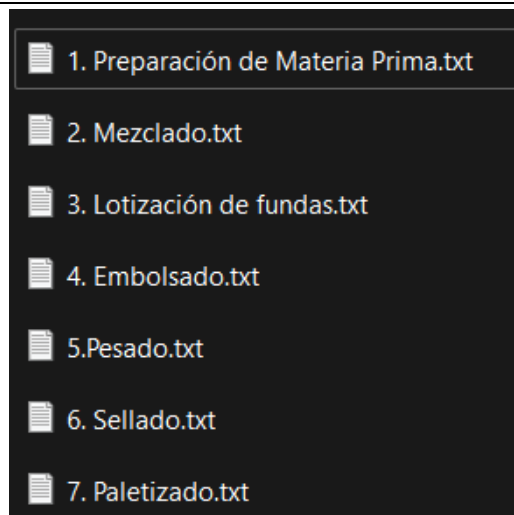 1. Preparación de Materia Prima.txt
2. Mezclado.txt
3. Lotización de fundas.txt
4. Embolsado.txt
5.Pesado.txt
6. Sellado.txt
7. Paletizado.txt